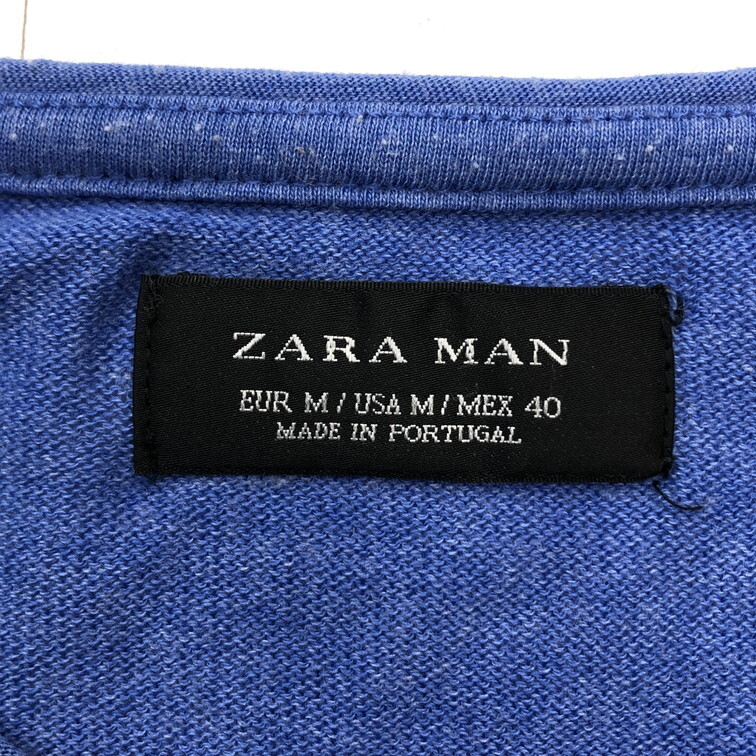 ZARA MAN
EUR M / USA M / MEX 40
MADE IN PORTUGAL